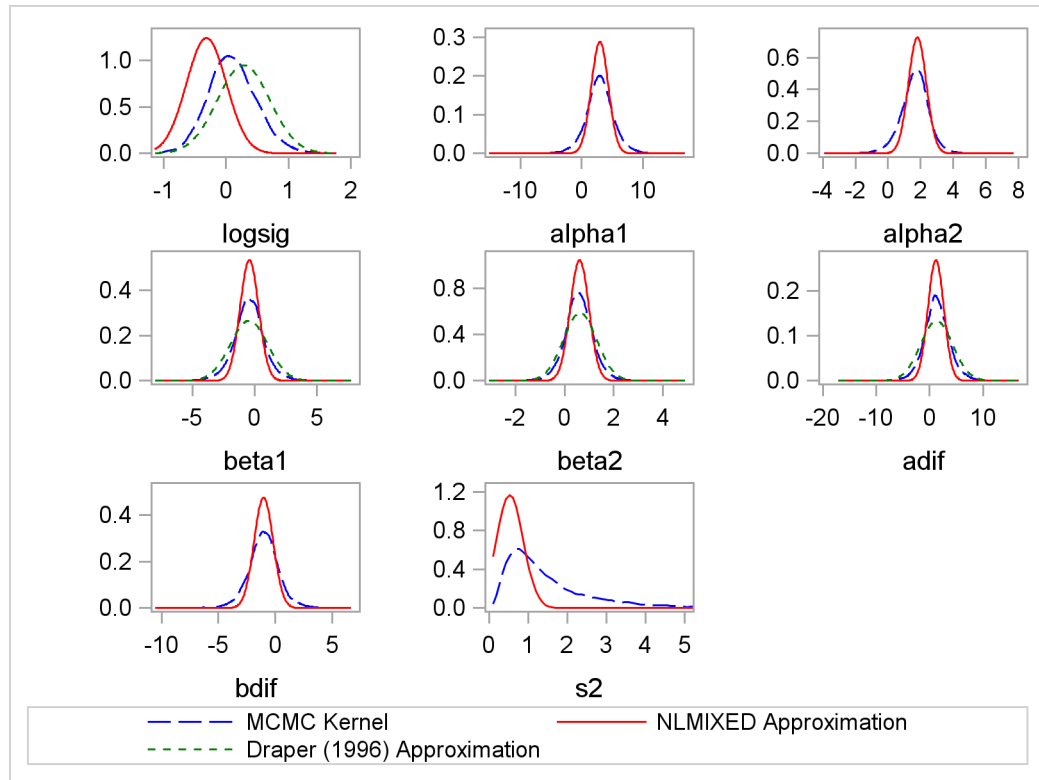 1.0
0.5
0.0
-1 0 1 2
logsig
0.3
0.2
0.1
0.0
-10 0 10
alpha1
0.6
0.4
0.2
0.0
-4 -2 0 2 4 6 8
alpha2
0.4
0.2
0.0
-5 0 5
beta1
0.8
0.4
0.0
-2 0 2 4
beta2
0.2
0.1
0.0
-20 -10 0 10
adif
0.4
0.2
0.0
-10 -5 0 5
bdif
1.2
0.8
0.4
0.0
0 1 2 3 4 5
s2
MCMC Kernel
NLMIXED Approximation
Draper (1996) Approximation